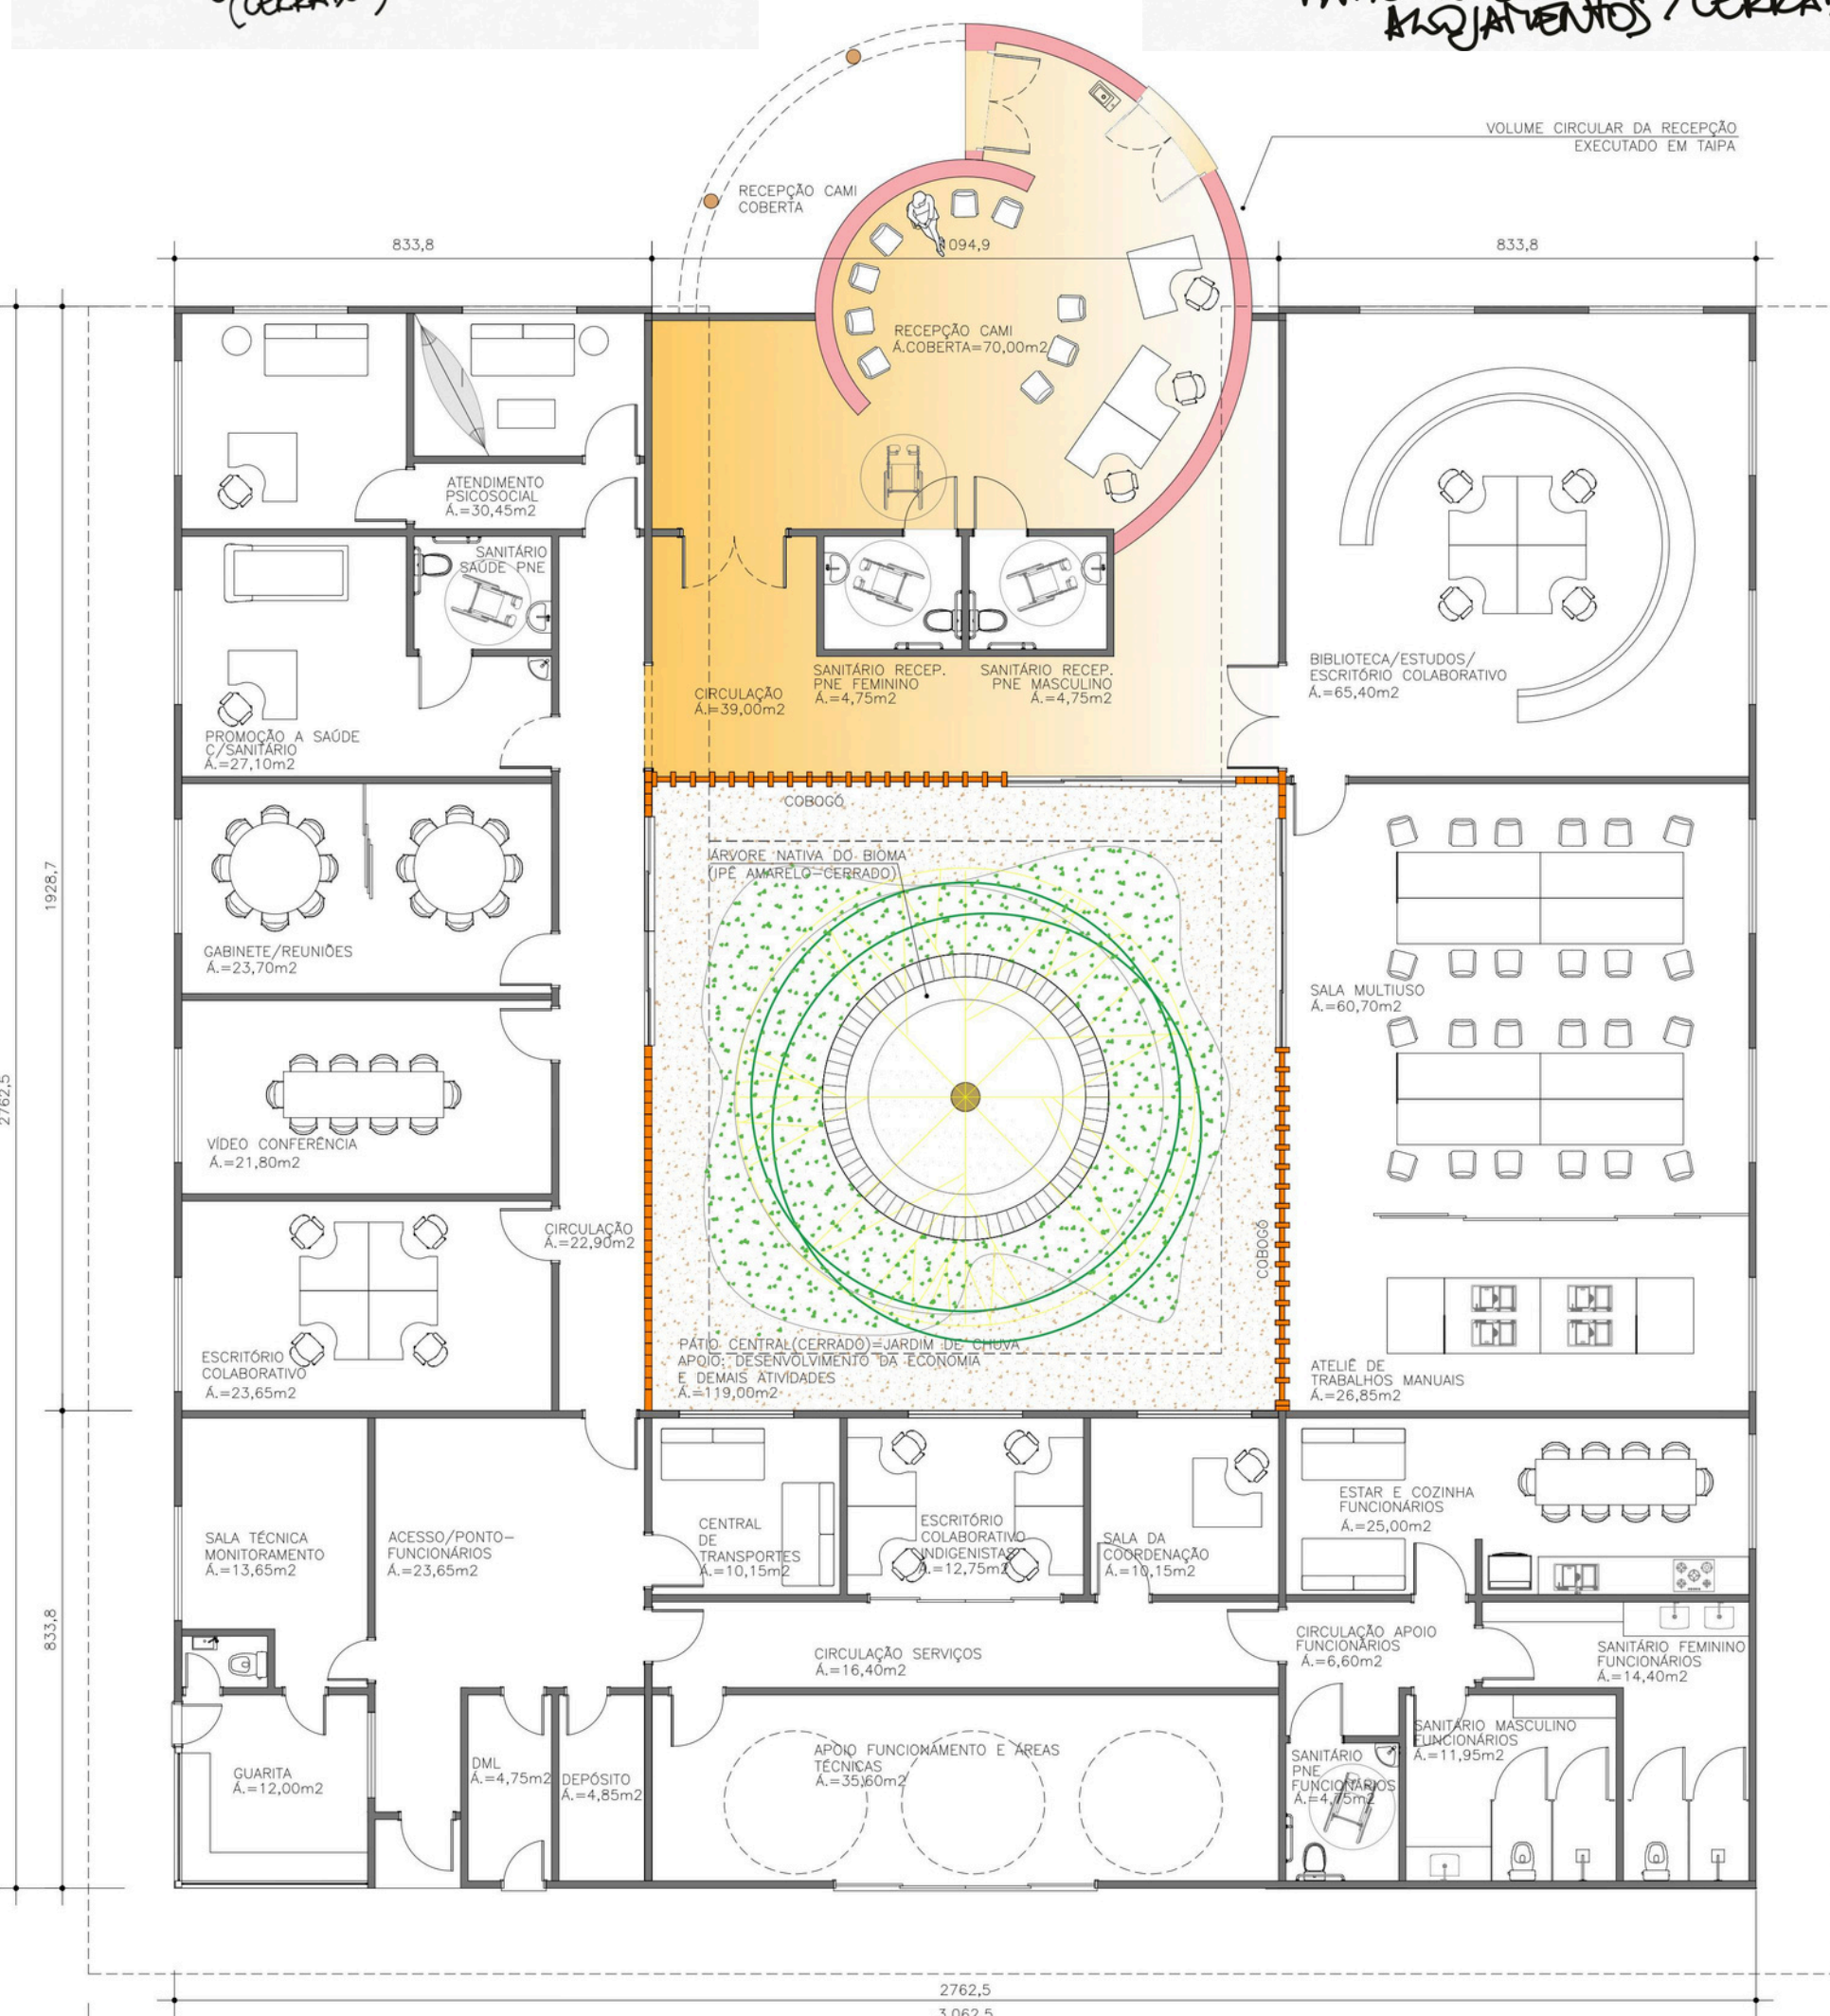 (CERRADO)
ALOJAMENTOS
VOLUME CIRCULAR DA RECEPÇÃO
EXECUTADO EM TAIPA
RECEPÇÃO CAMI
COBERTA
833,8
1094,9
833,8
RECEPÇÃO CAMI
Á.COBERTA=70,00m2
ATENDIMENTO
PSICOSOCIAL
Á.=30,45m2
SANITÁRIO
SAÚDE PNE
PROMOÇÃO A SAÚDE
C/SANITÁRIO
Á.=27,10m2
CIRCULAÇÃO
Á.=39,00m2
SANITÁRIO RECEP.
PNE FEMININO
Á.=4,75m2
SANITÁRIO RECEP.
PNE MASCULINO
Á.=4,75m2
BIBLIOTECA/ESTUDOS/
ESCRITÓRIO COLABORATIVO
Á.=65,40m2
COBOGÓ
ÁRVORE NATIVA DO BIOMA
(IPÊ AMARELO-CERRADO)
1928,7
2762,5
GABINETE/REUNIÕES
Á.=23,70m2
SALA MULTIUSO
Á.=60,70m2
VÍDEO CONFERÊNCIA
Á.=21,80m2
CIRCULAÇÃO
Á.=22,90m2
COBOGÓ
ESCRITÓRIO
COLABORATIVO
Á.=23,65m2
PÁTIO CENTRAL(CERRADO)=JARDIM DE CHUVA
APOIO: DESENVOLVIMENTO DA ECONOMIA
E DEMAIS ATIVIDADES
Á.=119,00m2
ATELIÊ DE
TRABALHOS MANUAIS
Á.=26,85m2
SALA TÉCNICA
MONITORAMENTO
Á.=13,65m2
ACESSO/PONTO-
FUNCIONÁRIOS
Á.=23,65m2
CENTRAL
DE
TRANSPORTES
Á.=10,15m2
ESCRITÓRIO
COLABORATIVO
INDIGENISTAS
Á.=12,75m2
SALA DA
COORDENAÇÃO
Á.=10,15m2
ESTAR E COZINHA
FUNCIONÁRIOS
Á.=25,00m2
833,8
CIRCULAÇÃO SERVIÇOS
Á.=16,40m2
CIRCULAÇÃO APOIO
FUNCIONÁRIOS
Á.=6,60m2
SANITÁRIO FEMININO
FUNCIONÁRIOS
Á.=14,40m2
GUARITA
Á.=12,00m2
DML
Á.=4,75m2
DEPÓSITO
Á.=4,85m2
APOIO FUNCIONAMENTO E ÁREAS
TÉCNICAS
Á.=35,60m2
SANITÁRIO
PNE
FUNCIONÁRIOS
Á.=4,75m2
SANITÁRIO MASCULINO
FUNCIONÁRIOS
Á.=11,95m2
2762,5
3.062,5